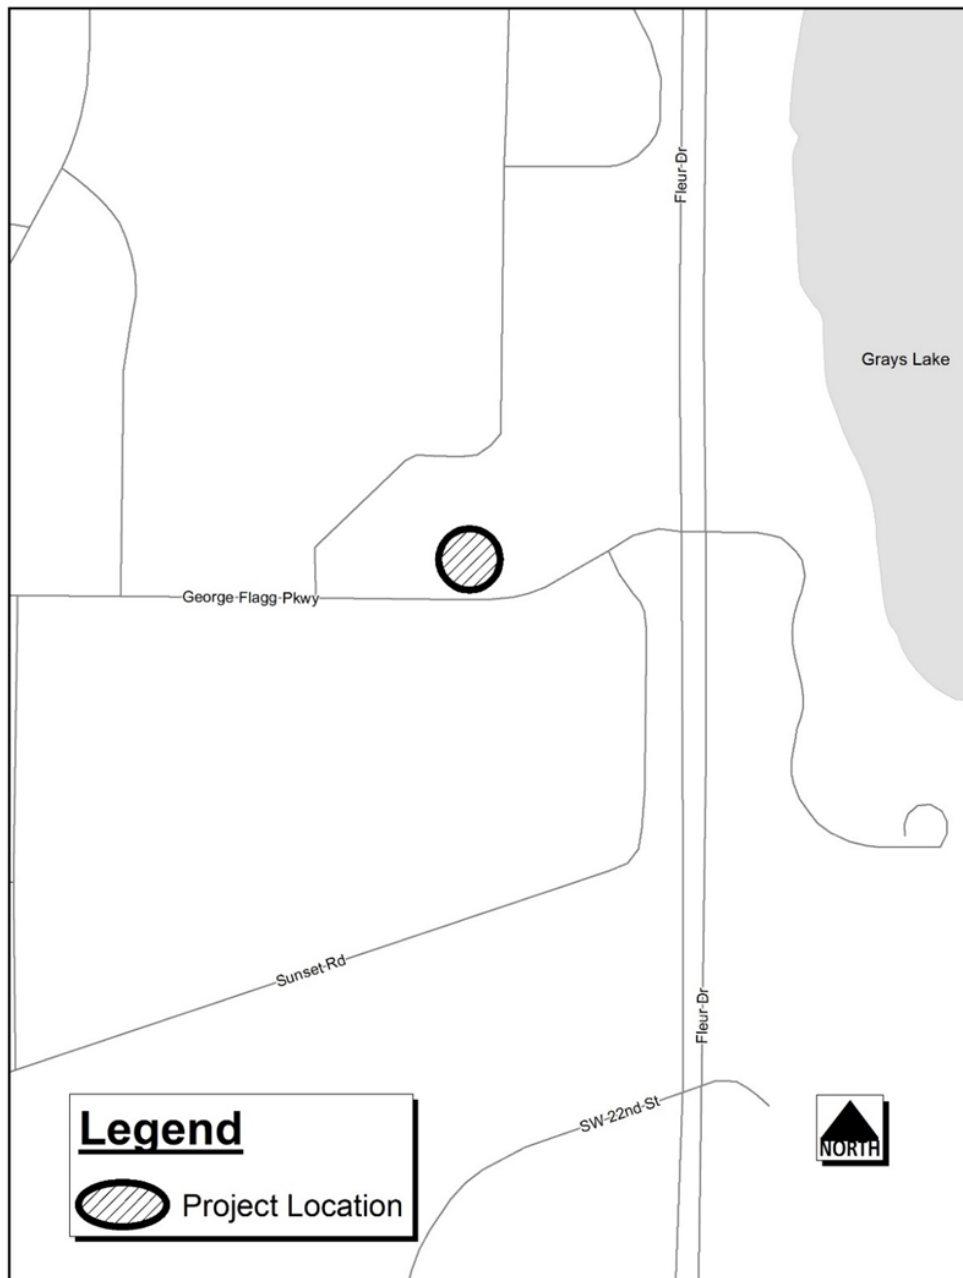 Fleur Dr
Grays Lake
George Flagg Pkwy
Sunset Rd
Fleur Dr
SW 22nd St
Legend
Project Location
NORTH